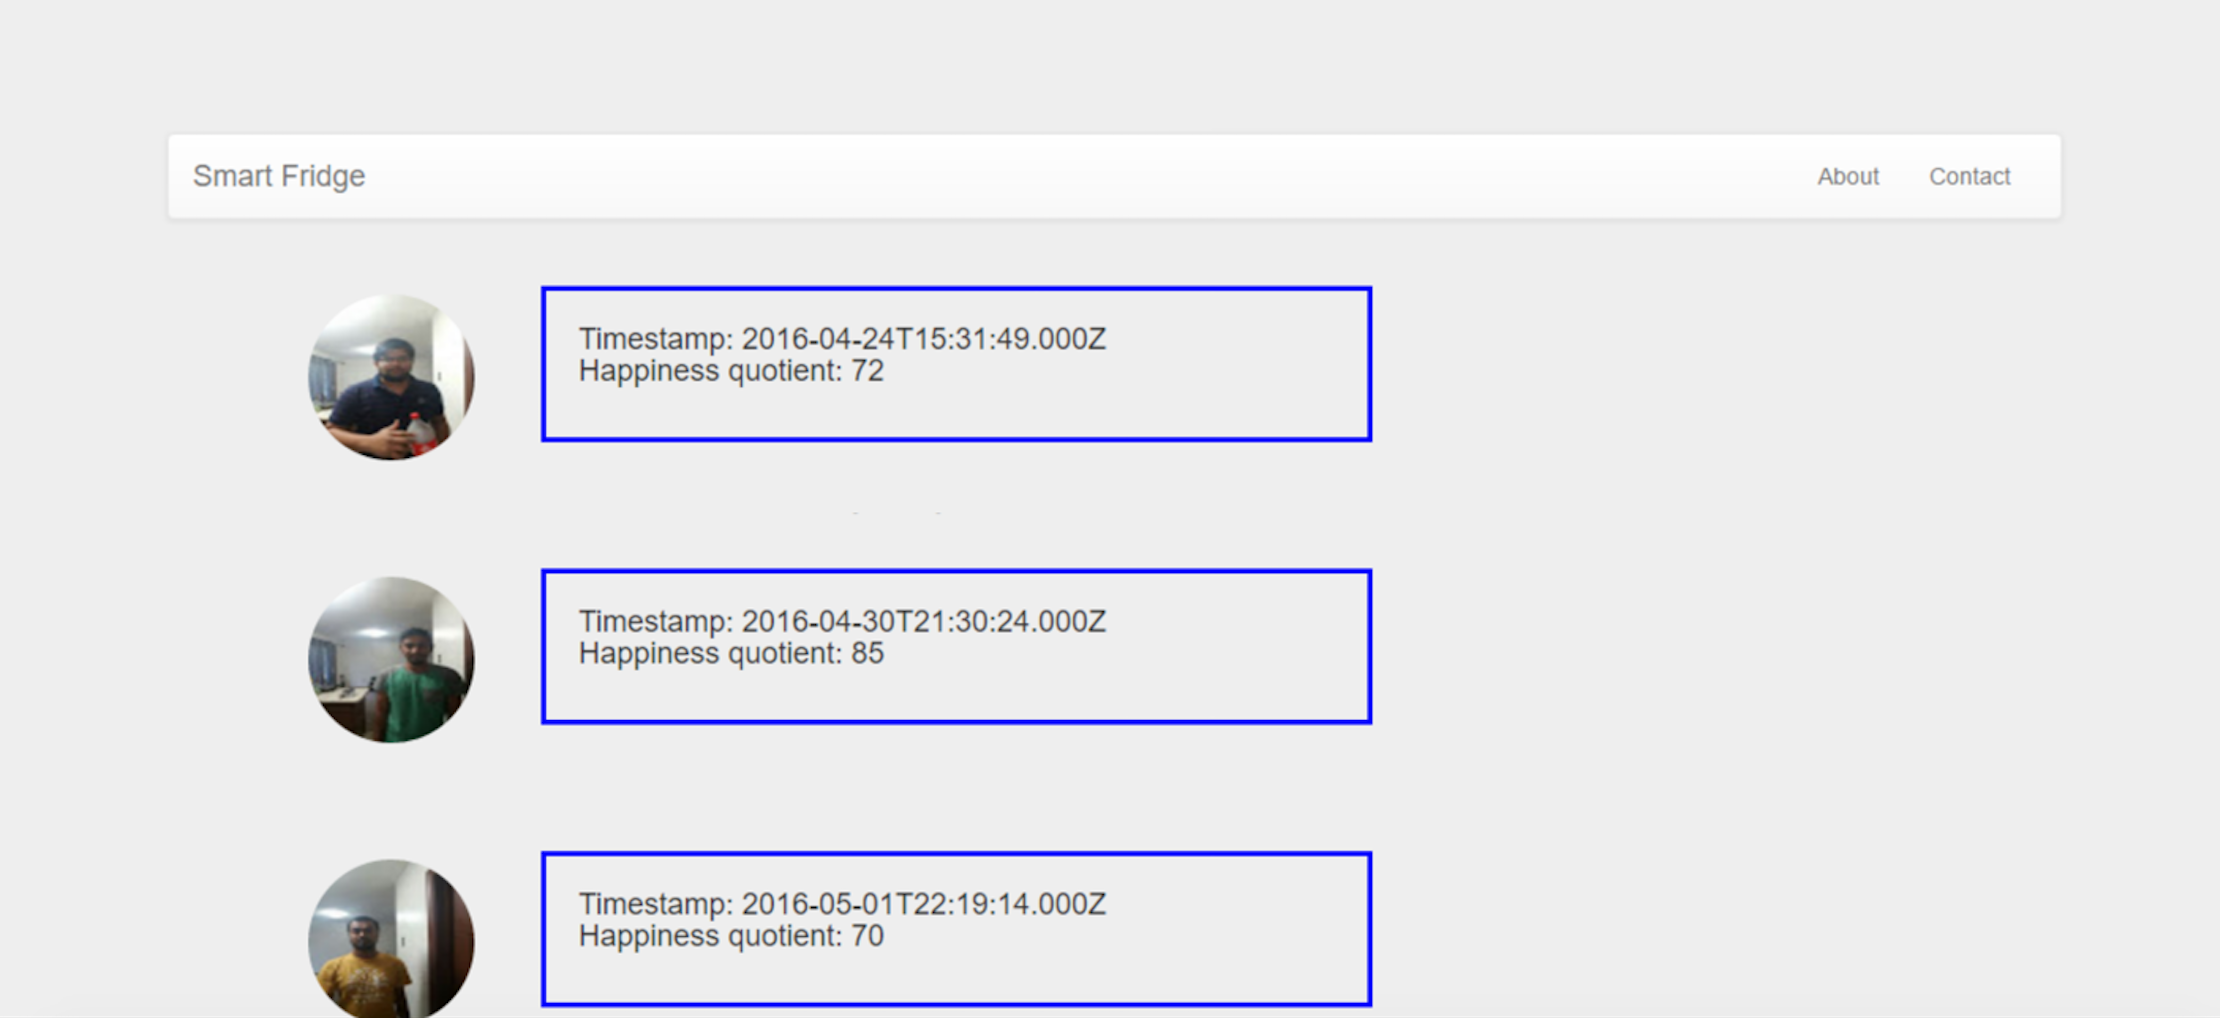 Smart Fridge
About
Contact
Timestamp: 2016-04-24T15:31:49.000Z
Happiness quotient: 72
Timestamp: 2016-04-30T21:30:24.000Z
Happiness quotient: 85
Timestamp: 2016-05-01T22:19:14.000Z
Happiness quotient: 70